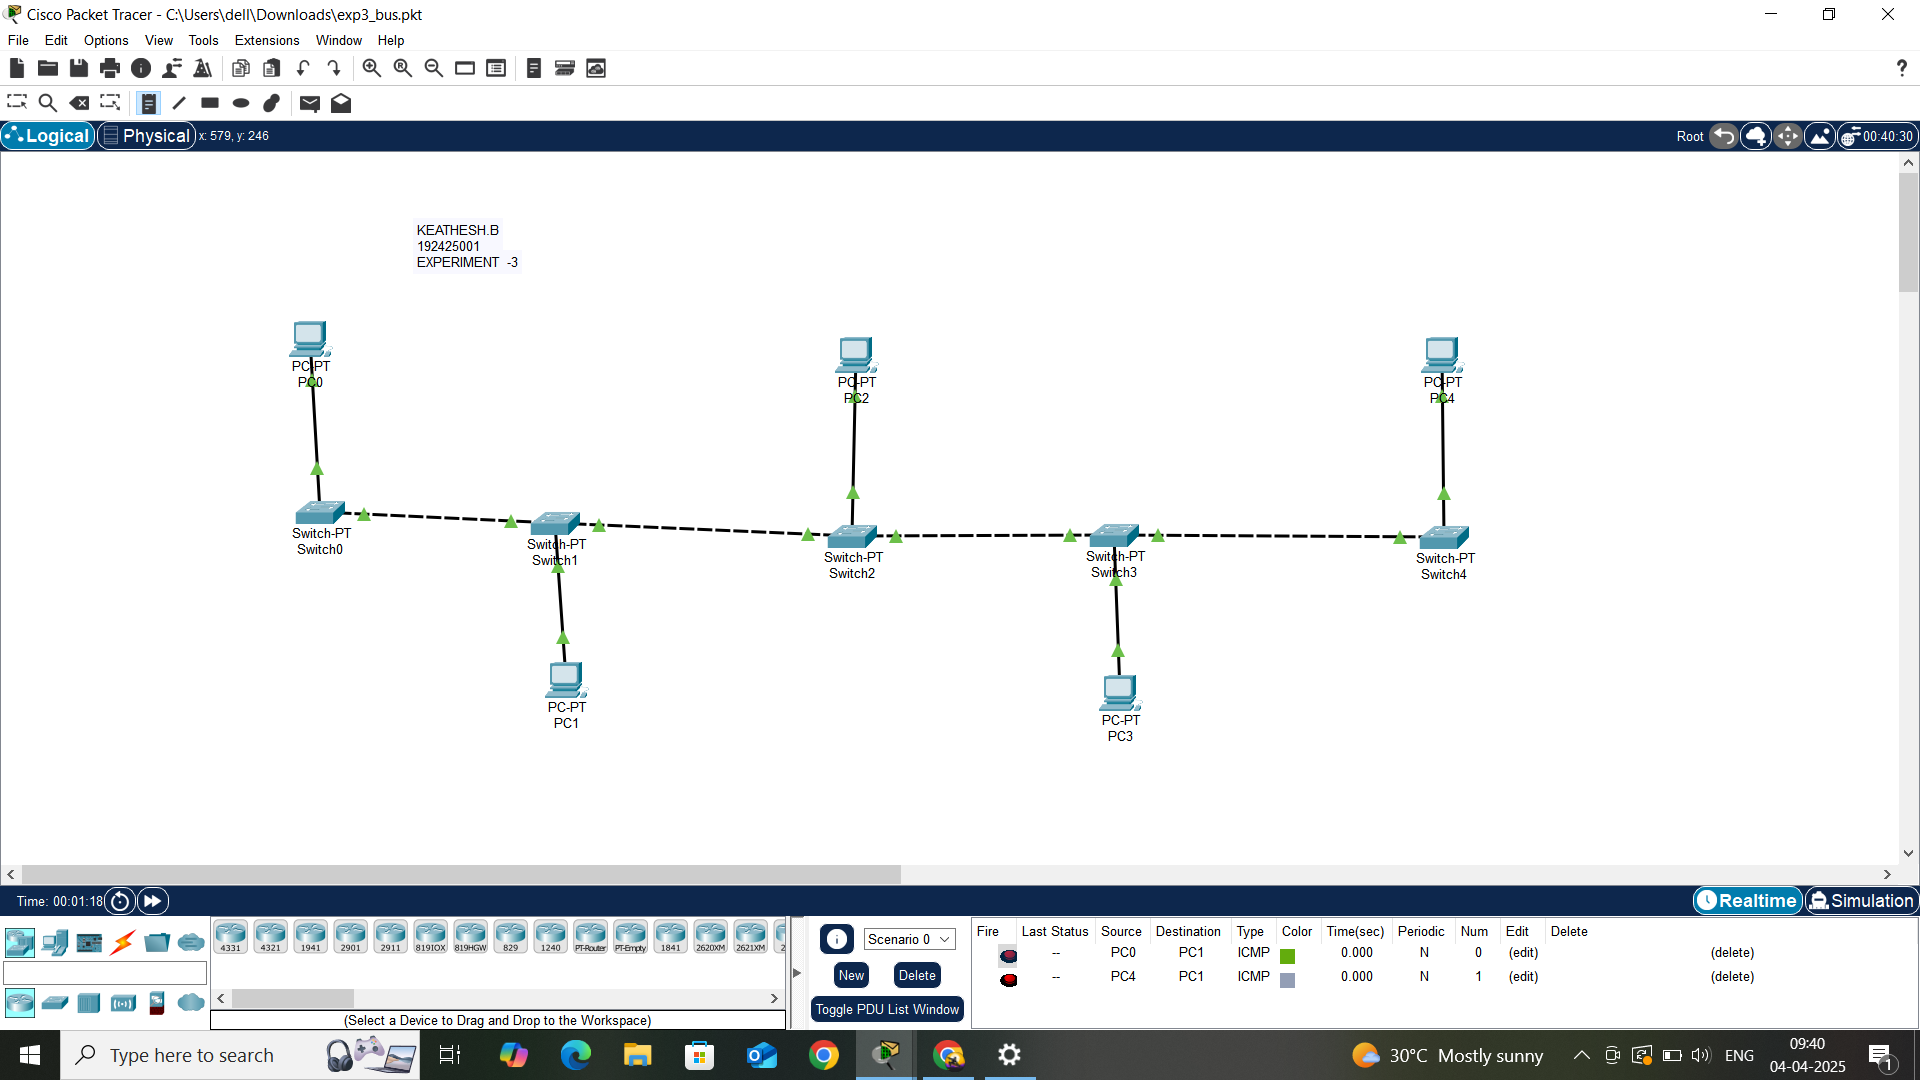 Cisco Packet Tracer - C:\Users\dell\Downloads\exp3_bus.pkt
File Edit Options View Tools Extensions Window Help
?
Logical Physical x: 579, y: 246 Root 00:40:30
KEATHESH.B
192425001
EXPERIMENT -3
PC-PT
PC0
PC-PT
PC2
PC-PT
PC4
Switch-PT
Switch0
Switch-PT
Switch1
Switch-PT
Switch2
Switch-PT
Switch3
Switch-PT
Switch4
PC-PT
PC1
PC-PT
PC3
Time: 00:01:18 Realtime Simulation
4331 4321 1941 2901 2911 819IOX 819HGW 829 1240 PT-Router PT-Empty 1841 2620XM 2621XM
(Select a Device to Drag and Drop to the Workspace)
Scenario 0
New Delete
Toggle PDU List Window
Fire Last Status Source Destination Type Color Time(sec) Periodic Num Edit Delete
-- PC0 PC1 ICMP 0.000 N 0 (edit) (delete)
-- PC4 PC1 ICMP 0.000 N 1 (edit) (delete)
Type here to search
30°C Mostly sunny ENG
09:40
04-04-2025
1